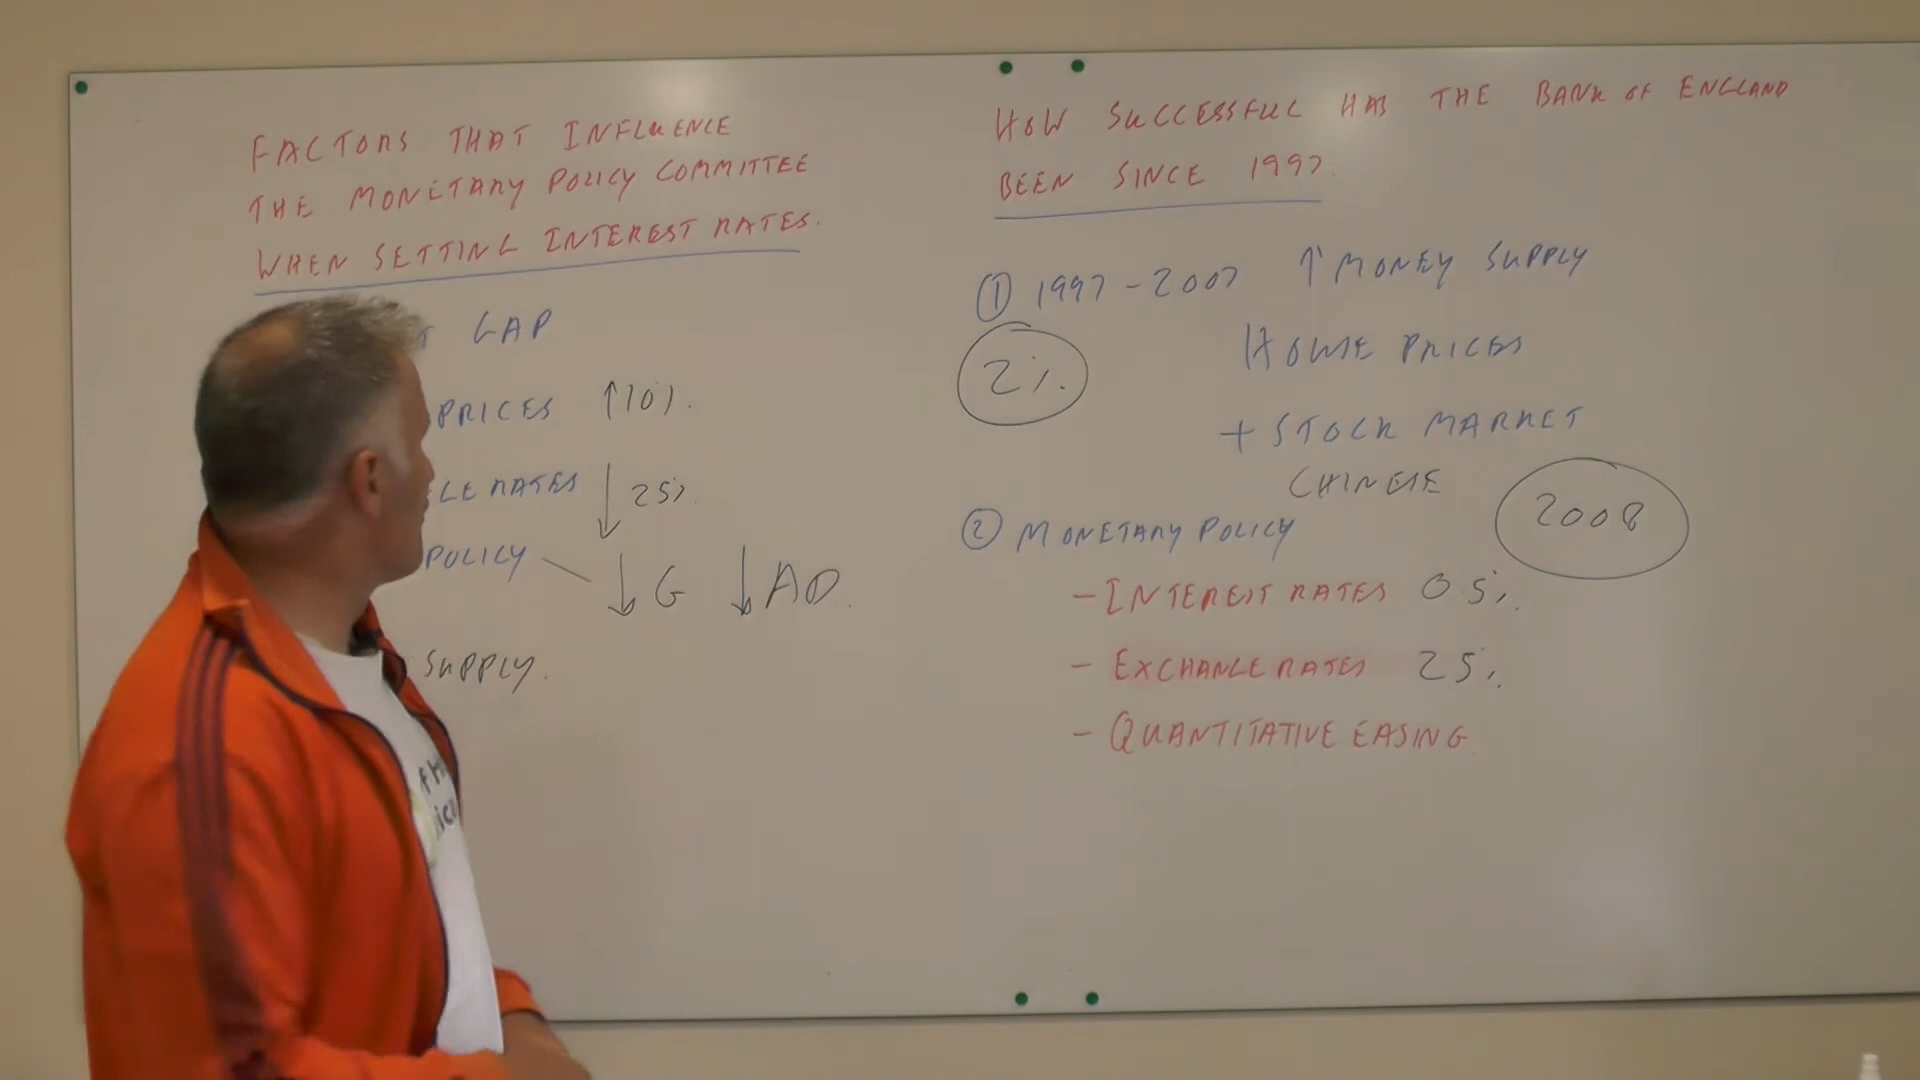 FACTORS THAT INFLUENCE
THE MONETARY POLICY COMMITTEE
WHEN SETTING INTEREST RATES.
GAP
PRICES ↑10%.
RATES ↓ 25%
POLICY — ↓ G ↓ AD.
SUPPLY.
HOW SUCCESSFUL HAS THE BANK OF ENGLAND
BEEN SINCE 1997.
① 1997-2007 ↑ MONEY SUPPLY
2%.
HOUSE PRICES
+ STOCK MARKET
CHINESE
2008
② MONETARY POLICY
- INTEREST RATES 0.5%.
- EXCHANGE RATES 25%.
- QUANTITATIVE EASING